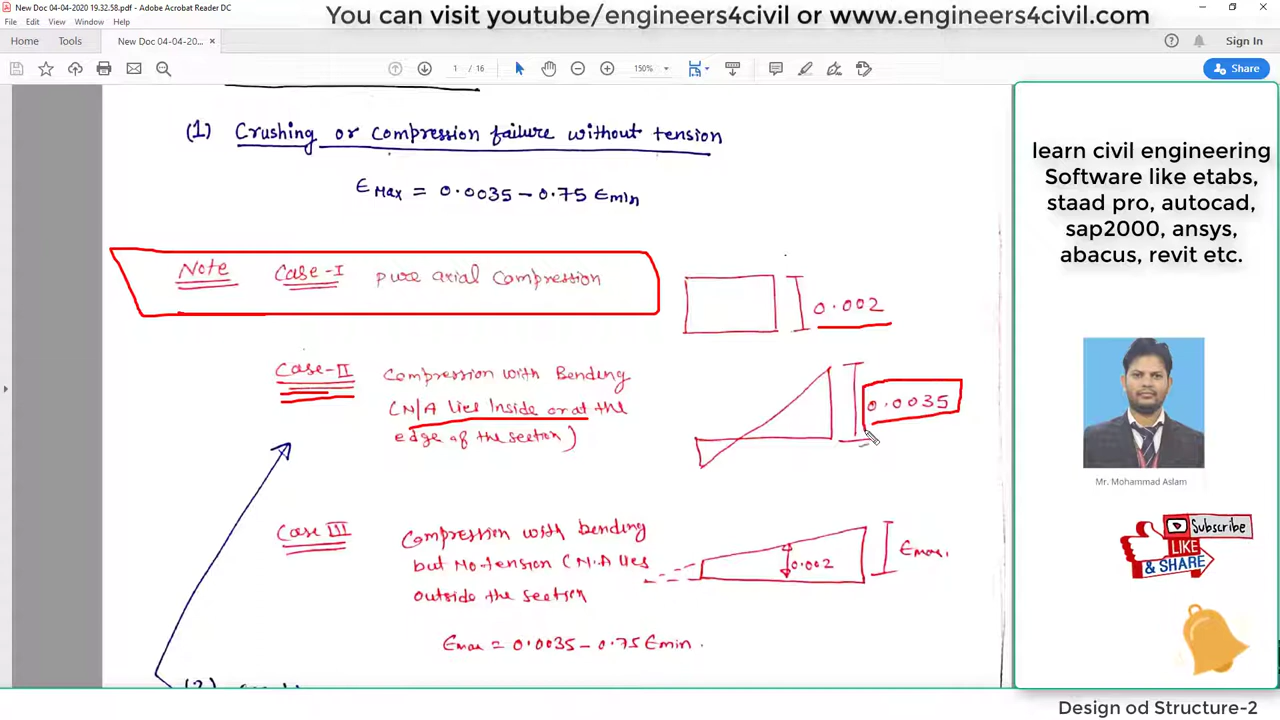 New Doc 04-04-2020 19.32.58.pdf - Adobe Acrobat Reader DC
You can visit youtube/engineers4civil or www.engineers4civil.com
File Edit View Window Help
Home Tools New Doc 04-04-20... × Sign In
1 / 16 150% Share
(1) Crushing or compression failure without tension
ЄMax = 0.0035 - 0.75 Єmin
Note Case-I pure axial compression
0.002
Case-II Compression with Bending
(N/A lies Inside or at the
edge of the section)
0.0035
Case III Compression with bending
but No-tension (N.A lies
outside the section
0.002
Єmax.
Єmax = 0.0035 - 0.75 Єmin.
(2)
learn civil engineering
Software like etabs,
staad pro, autocad,
sap2000, ansys,
abacus, revit etc.
Mr. Mohammad Aslam
Subscribe
LIKE
& SHARE
Design od Structure-2